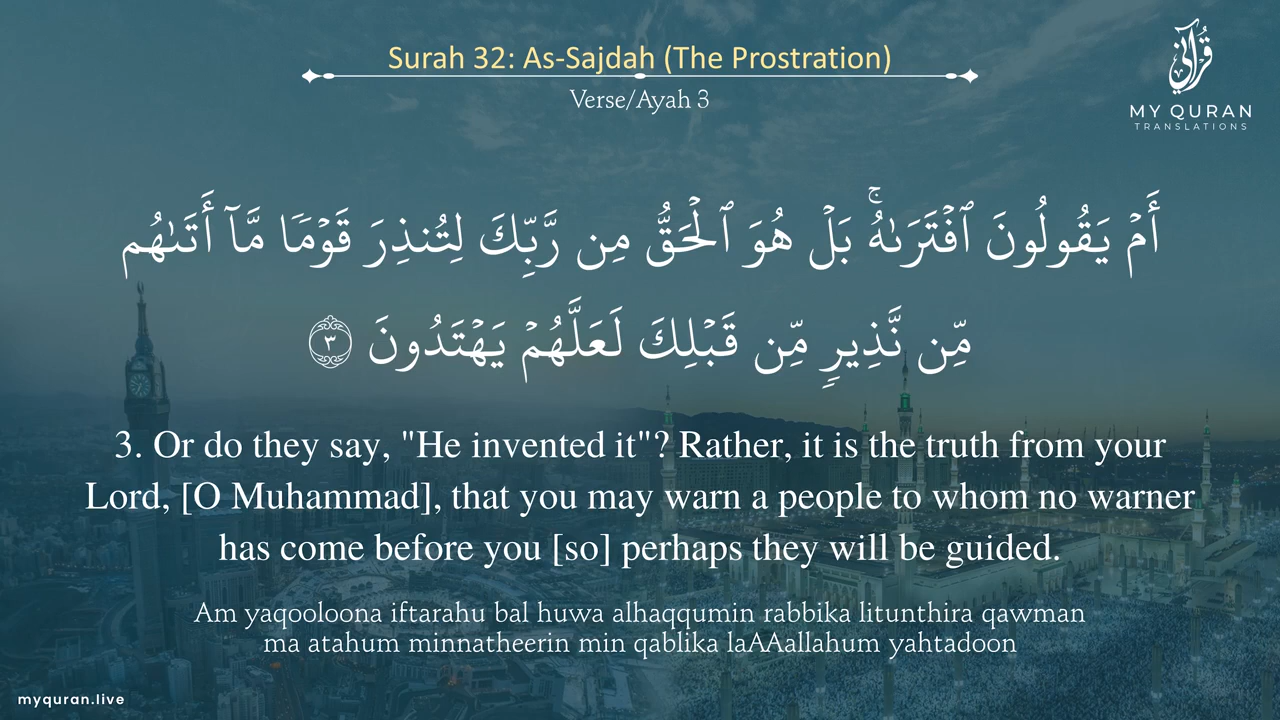 Surah 32: As-Sajdah (The Prostration)
Verse/Ayah 3
قرآني
MY QURAN
TRANSLATIONS
أَمۡ يَقُولُونَ ٱفۡتَرَىٰهُۚ بَلۡ هُوَ ٱلۡحَقُّ مِن رَّبِّكَ لِتُنذِرَ قَوۡمٗا مَّآ أَتَىٰهُم
مِّن نَّذِيرٖ مِّن قَبۡلِكَ لَعَلَّهُمۡ يَهۡتَدُونَ ٣
3. Or do they say, "He invented it"? Rather, it is the truth from your
Lord, [O Muhammad], that you may warn a people to whom no warner
has come before you [so] perhaps they will be guided.
Am yaqooloona iftarahu bal huwa alhaqqumin rabbika litunthira qawman
ma atahum minnatheerin min qablika laAAallahum yahtadoon
myquran.live